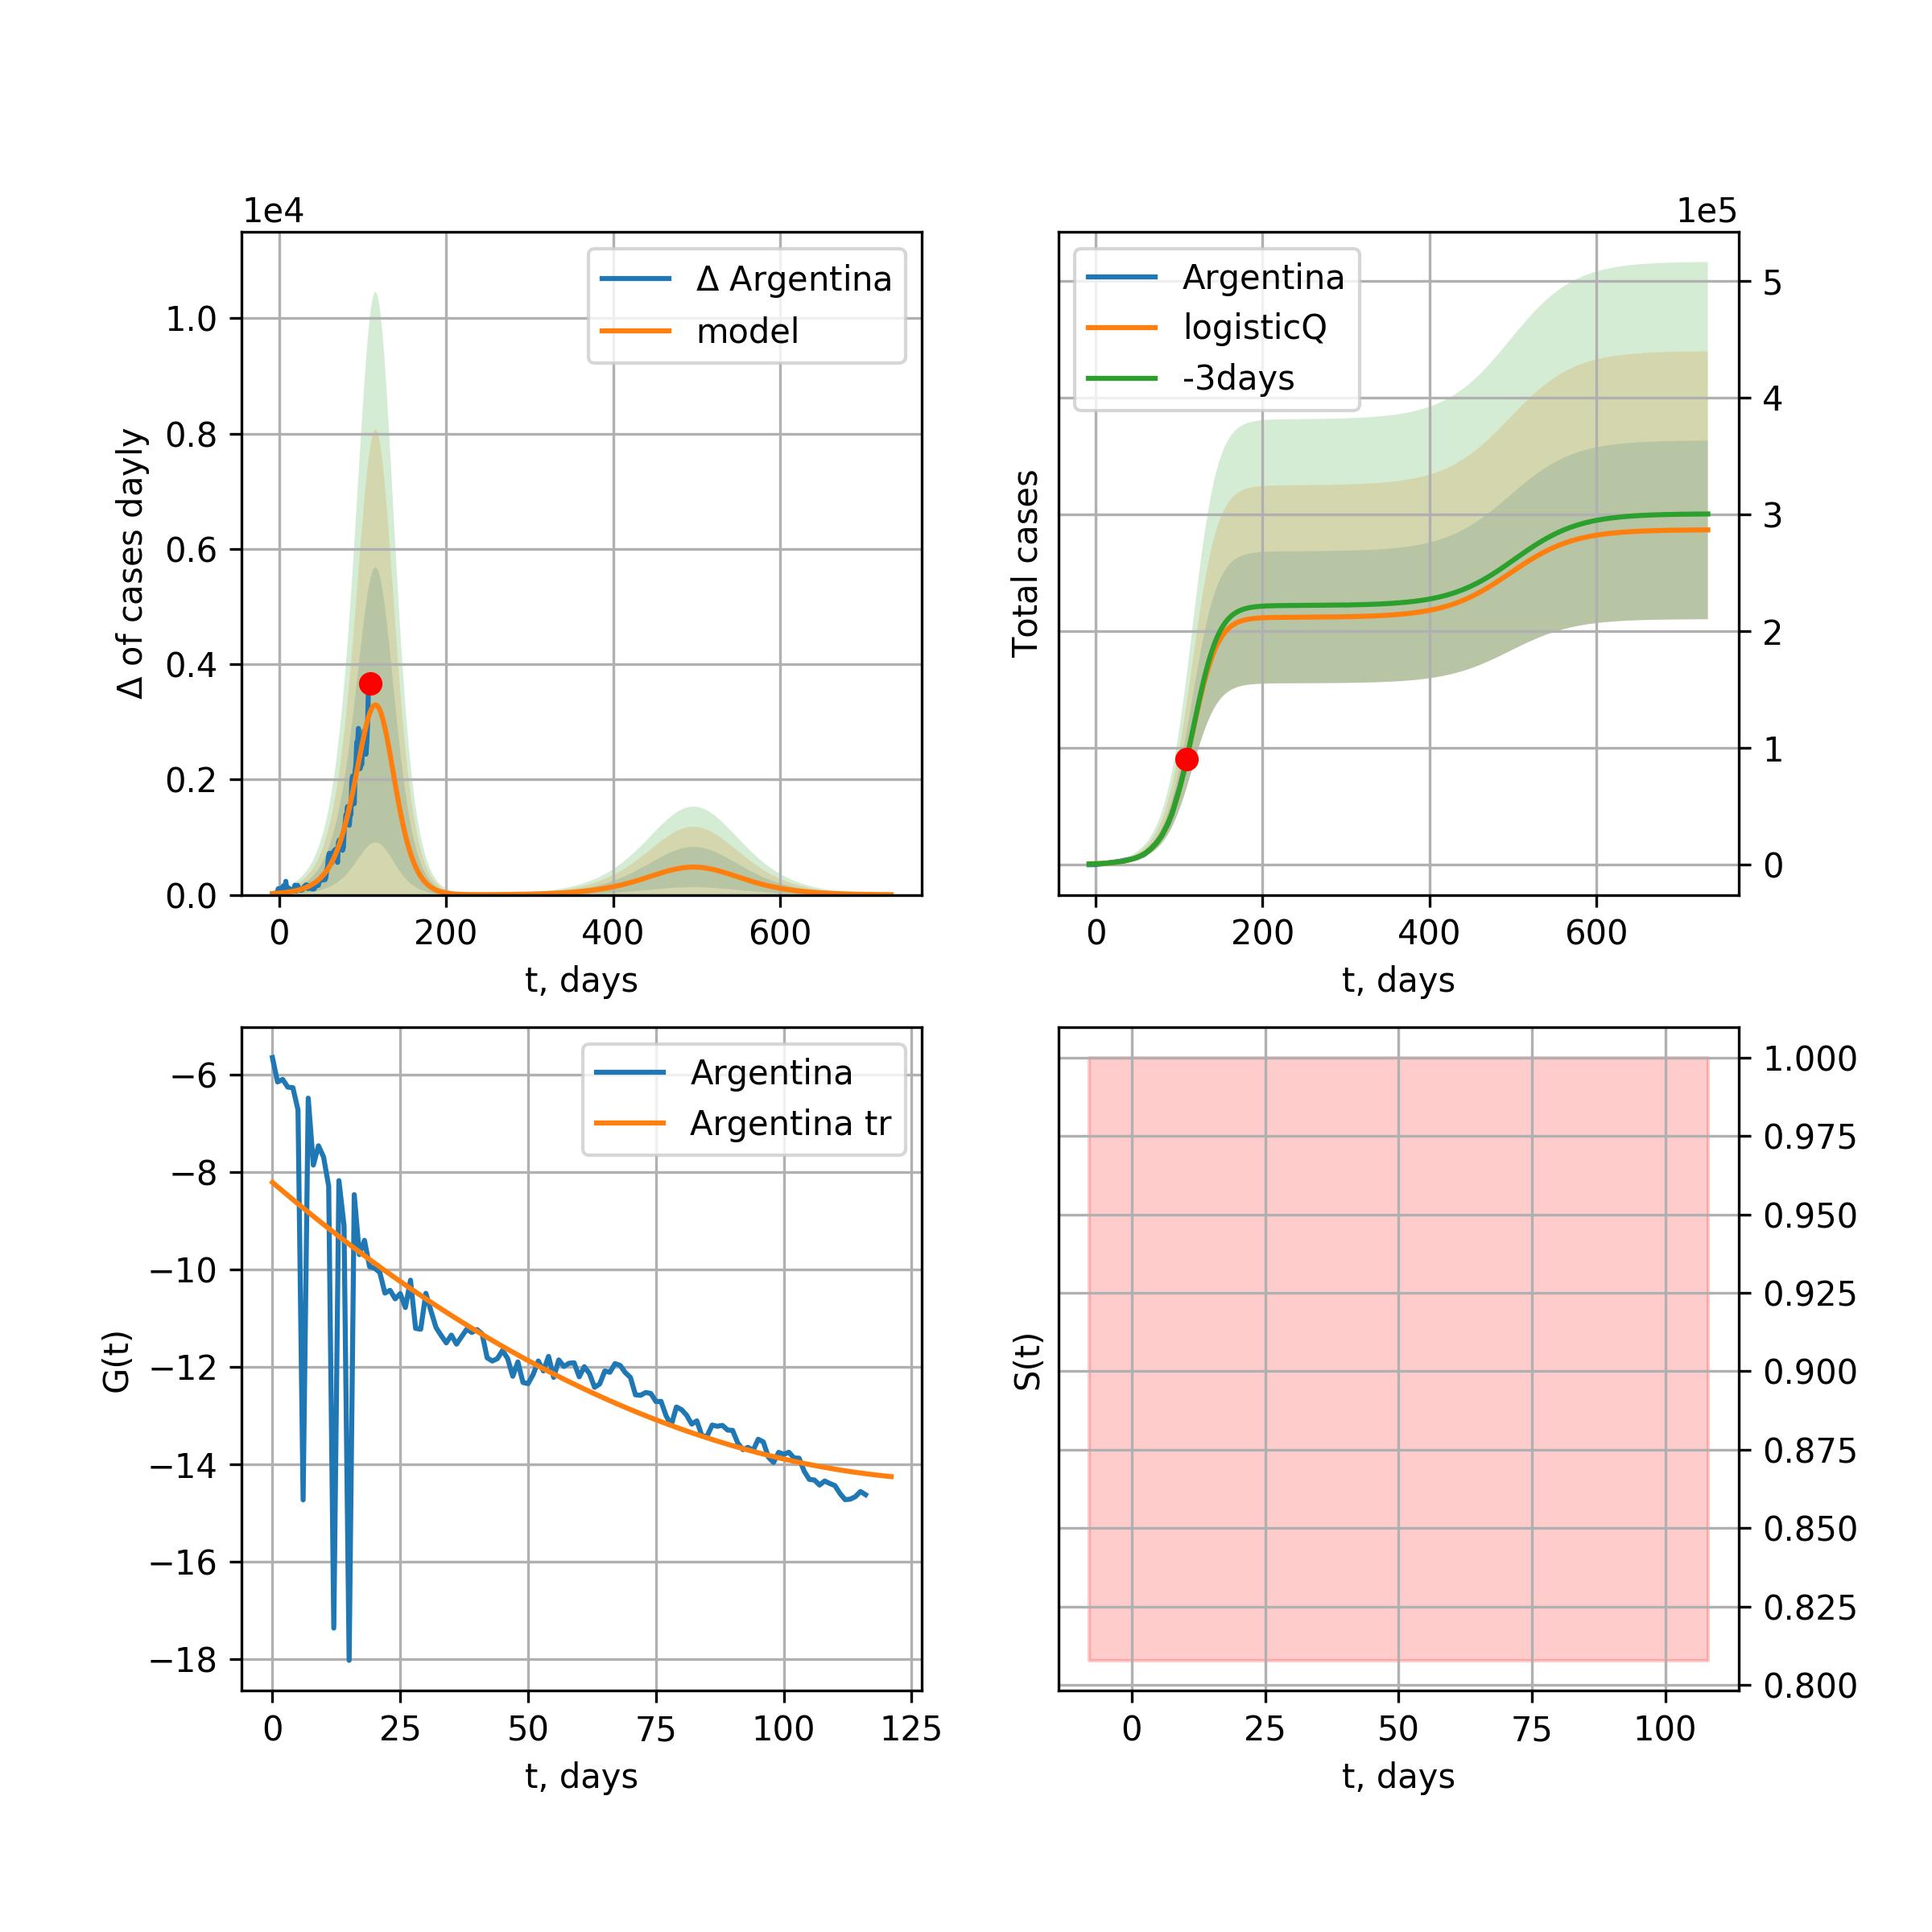 1e4
Δ of cases dayly
1.0
0.8
0.6
0.4
0.2
0.0
Δ Argentina
model
0 200 400 600
t, days
1e5
Total cases
Argentina
logisticQ
-3days
5
4
3
2
1
0
0 200 400 600
t, days
G(t)
−6
−8
−10
−12
−14
−16
−18
Argentina
Argentina tr
0 25 50 75 100 125
t, days
S(t)
1.000
0.975
0.950
0.925
0.900
0.875
0.850
0.825
0.800
0 25 50 75 100
t, days